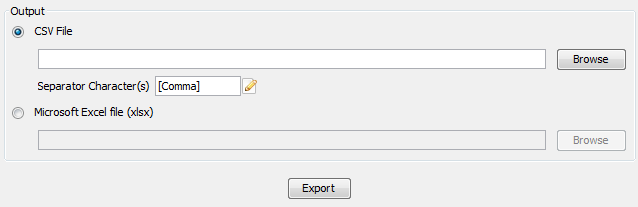 Output
CSV File
Browse
Separator Character(s) [Comma]
Microsoft Excel file (xlsx)
Browse
Export